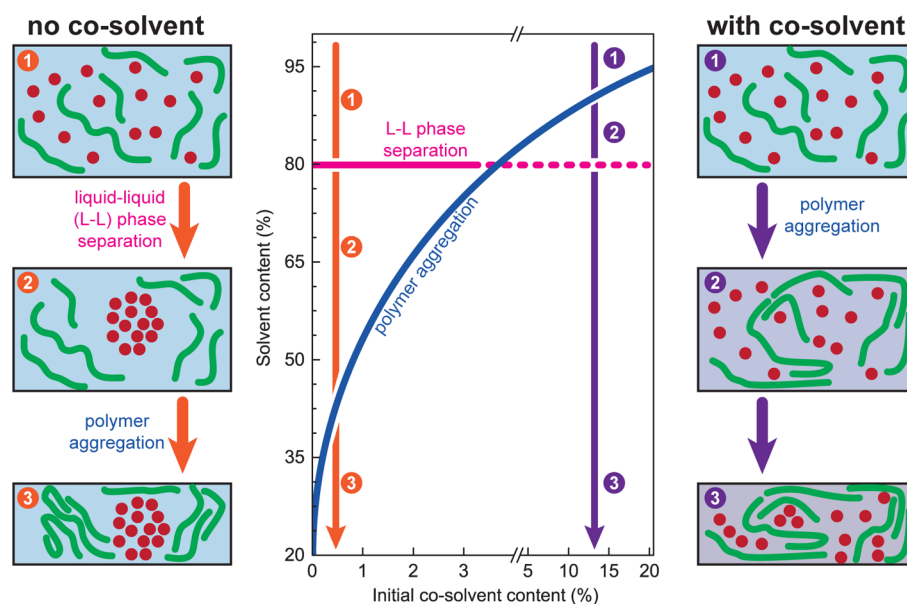 no co-solvent
1
liquid-liquid
(L-L) phase
separation
2
polymer
aggregation
3
Solvent content (%)
95
80
65
50
35
20
0
1
2
3
5
10
15
20
Initial co-solvent content (%)
L-L phase
separation
polymer aggregation
1
2
3
1
2
3
with co-solvent
1
polymer
aggregation
2
3